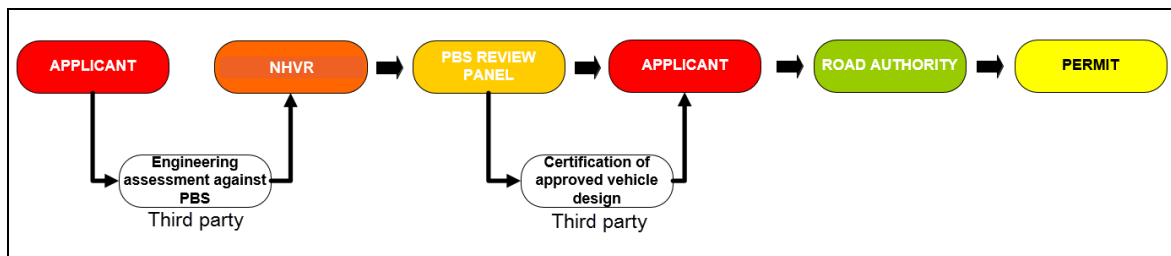 APPLICANT
NHVR
PBS REVIEW
PANEL
APPLICANT
ROAD AUTHORITY
PERMIT
Engineering
assessment against
PBS
Third party
Certification of
approved vehicle
design
Third party